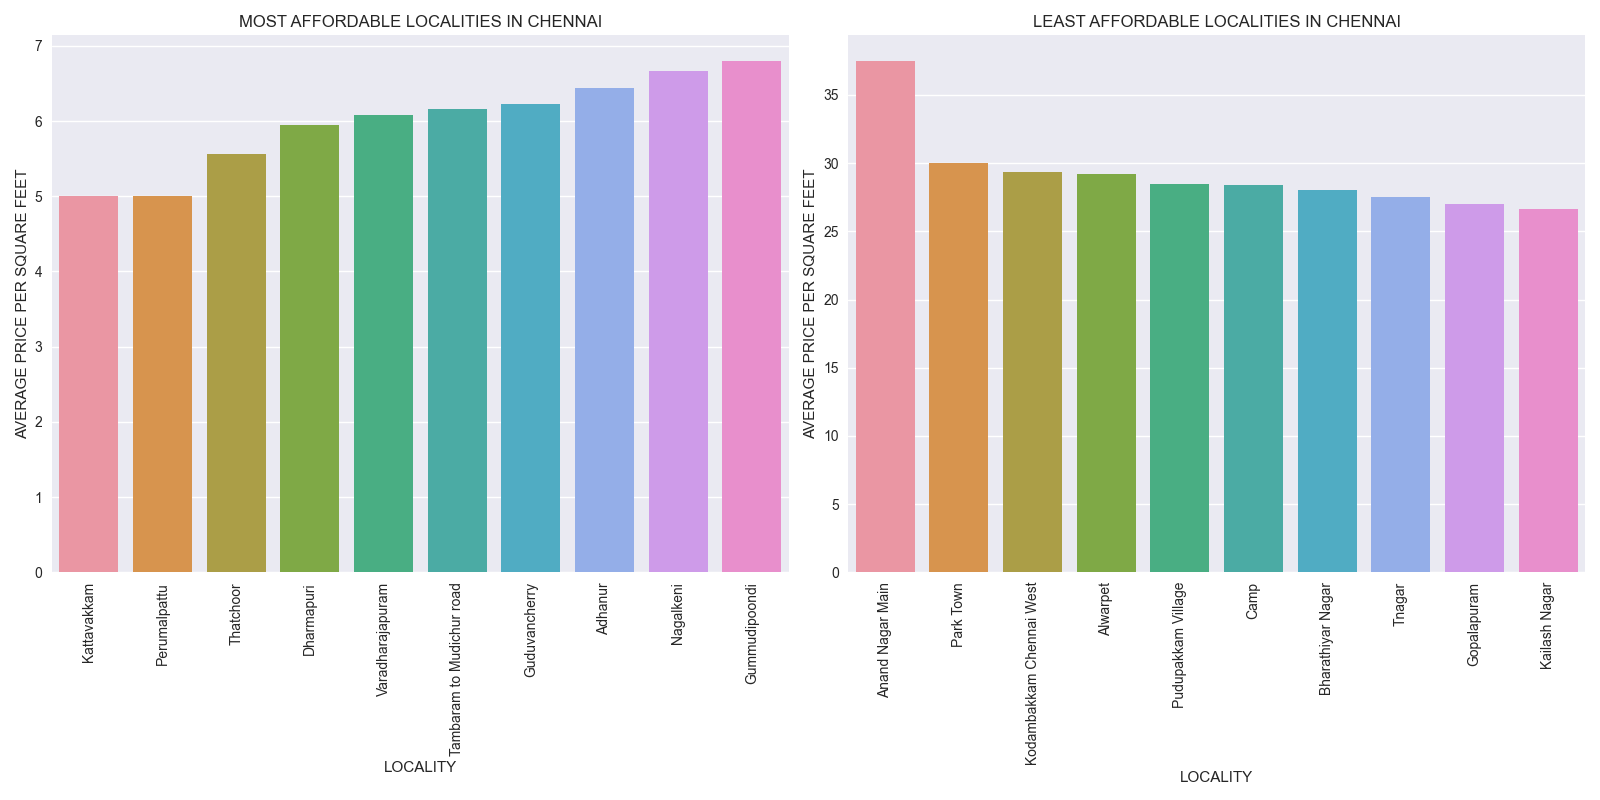 MOST AFFORDABLE LOCALITIES IN CHENNAI
AVERAGE PRICE PER SQUARE FEET
7
6
5
4
3
2
1
0
Kattavakkam
Perumalpattu
Thatchoor
Dharmapuri
Varadharajapuram
Tambaram to Mudichur road
Guduvancherry
Adhanur
Nagalkeni
Gummudipoondi
LOCALITY
LEAST AFFORDABLE LOCALITIES IN CHENNAI
AVERAGE PRICE PER SQUARE FEET
35
30
25
20
15
10
5
0
Anand Nagar Main
Park Town
Kodambakkam Chennai West
Alwarpet
Pudupakkam Village
Camp
Bharathiyar Nagar
Tnagar
Gopalapuram
Kailash Nagar
LOCALITY